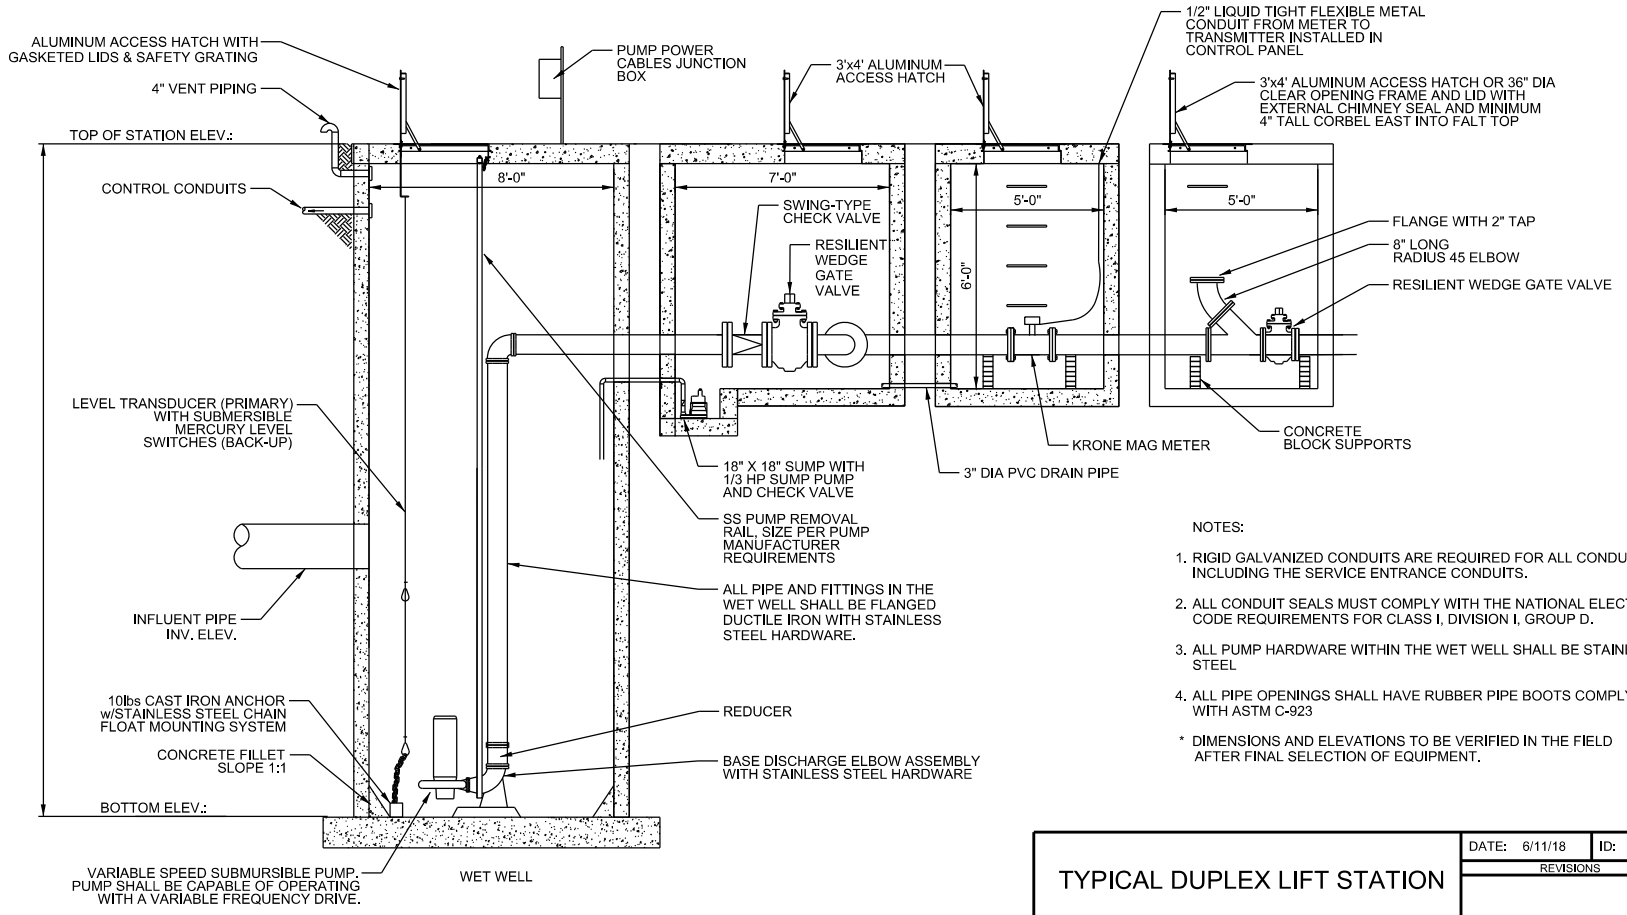 ALUMINUM ACCESS HATCH WITH
GASKETED LIDS & SAFETY GRATING
4" VENT PIPING
TOP OF STATION ELEV.:
CONTROL CONDUITS
PUMP POWER
CABLES JUNCTION
BOX
3'x4' ALUMINUM
ACCESS HATCH
1/2" LIQUID TIGHT FLEXIBLE METAL
CONDUIT FROM METER TO
TRANSMITTER INSTALLED IN
CONTROL PANEL
3'x4' ALUMINUM ACCESS HATCH OR 36" DIA
CLEAR OPENING FRAME AND LID WITH
EXTERNAL CHIMNEY SEAL AND MINIMUM
4" TALL CORBEL EAST INTO FALT TOP
8'-0"
7'-0"
5'-0"
5'-0"
6'-0"
SWING-TYPE
CHECK VALVE
RESILIENT
WEDGE
GATE
VALVE
FLANGE WITH 2" TAP
8" LONG
RADIUS 45 ELBOW
RESILIENT WEDGE GATE VALVE
LEVEL TRANSDUCER (PRIMARY)
WITH SUBMERSIBLE
MERCURY LEVEL
SWITCHES (BACK-UP)
KRONE MAG METER
CONCRETE
BLOCK SUPPORTS
3" DIA PVC DRAIN PIPE
18" X 18" SUMP WITH
1/3 HP SUMP PUMP
AND CHECK VALVE
SS PUMP REMOVAL
RAIL, SIZE PER PUMP
MANUFACTURER
REQUIREMENTS
ALL PIPE AND FITTINGS IN THE
WET WELL SHALL BE FLANGED
DUCTILE IRON WITH STAINLESS
STEEL HARDWARE.
INFLUENT PIPE
INV. ELEV.
10lbs CAST IRON ANCHOR
w/STAINLESS STEEL CHAIN
FLOAT MOUNTING SYSTEM
CONCRETE FILLET
SLOPE 1:1
BOTTOM ELEV.:
REDUCER
BASE DISCHARGE ELBOW ASSEMBLY
WITH STAINLESS STEEL HARDWARE
VARIABLE SPEED SUBMURSIBLE PUMP.
PUMP SHALL BE CAPABLE OF OPERATING
WITH A VARIABLE FREQUENCY DRIVE.
WET WELL
NOTES:
1. RIGID GALVANIZED CONDUITS ARE REQUIRED FOR ALL CONDU
INCLUDING THE SERVICE ENTRANCE CONDUITS.
2. ALL CONDUIT SEALS MUST COMPLY WITH THE NATIONAL ELECT
CODE REQUIREMENTS FOR CLASS I, DIVISION I, GROUP D.
3. ALL PUMP HARDWARE WITHIN THE WET WELL SHALL BE STAIN
STEEL
4. ALL PIPE OPENINGS SHALL HAVE RUBBER PIPE BOOTS COMPLY
WITH ASTM C-923
* DIMENSIONS AND ELEVATIONS TO BE VERIFIED IN THE FIELD
AFTER FINAL SELECTION OF EQUIPMENT.
TYPICAL DUPLEX LIFT STATION
DATE: 6/11/18 ID:
REVISIONS